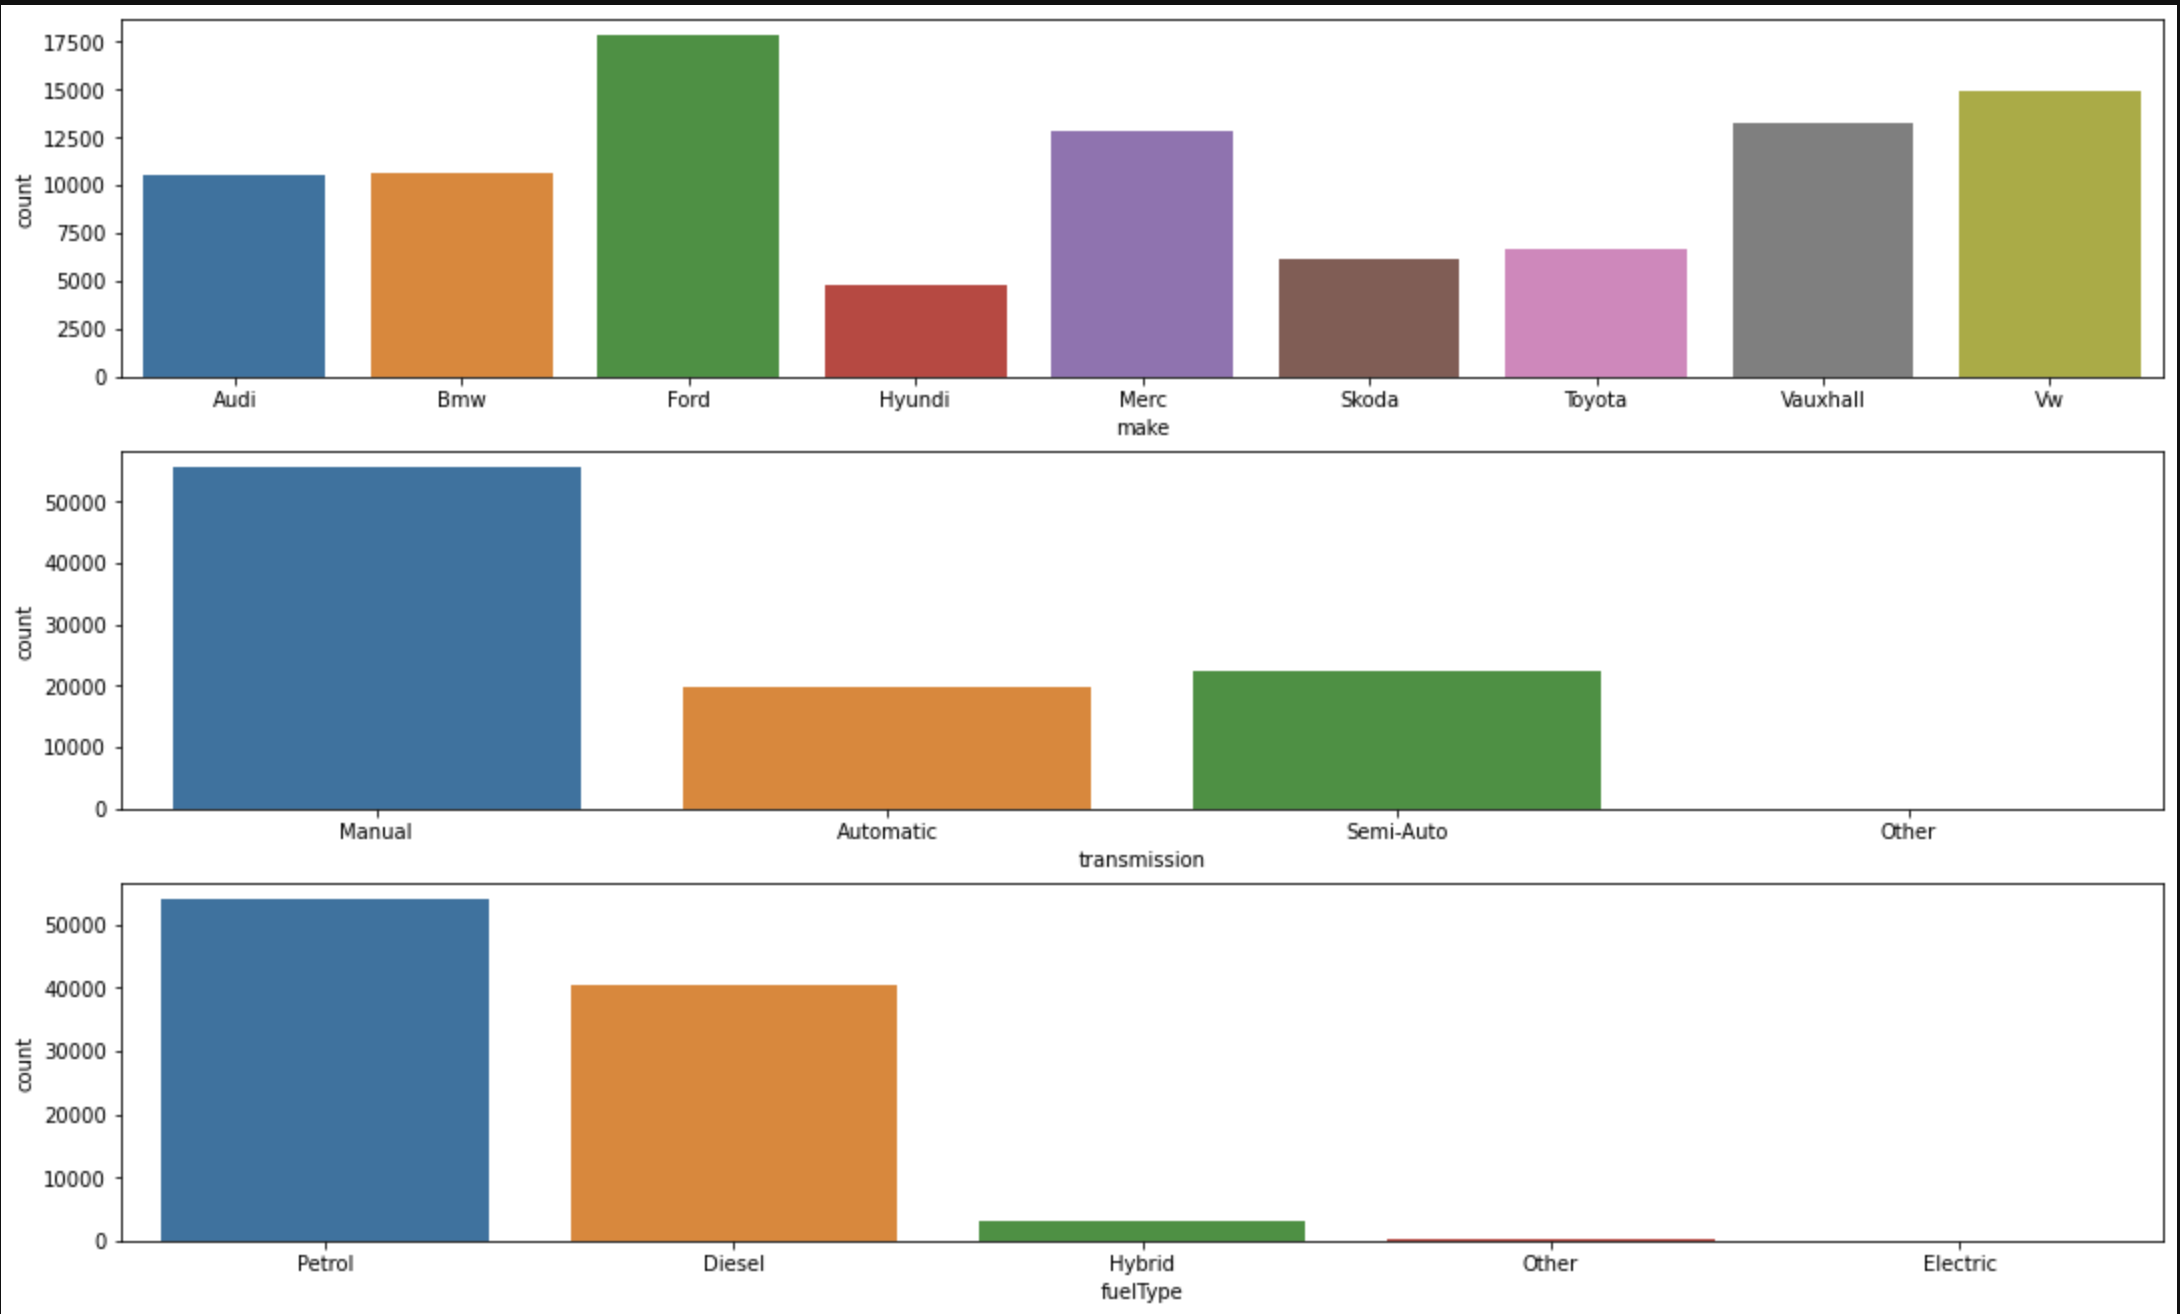 17500
15000
12500
10000
7500
5000
2500
0
count
Audi Bmw Ford Hyundi Merc Skoda Toyota Vauxhall Vw
make
50000
40000
30000
20000
10000
0
count
Manual Automatic Semi-Auto Other
transmission
50000
40000
30000
20000
10000
0
count
Petrol Diesel Hybrid Other Electric
fuelType